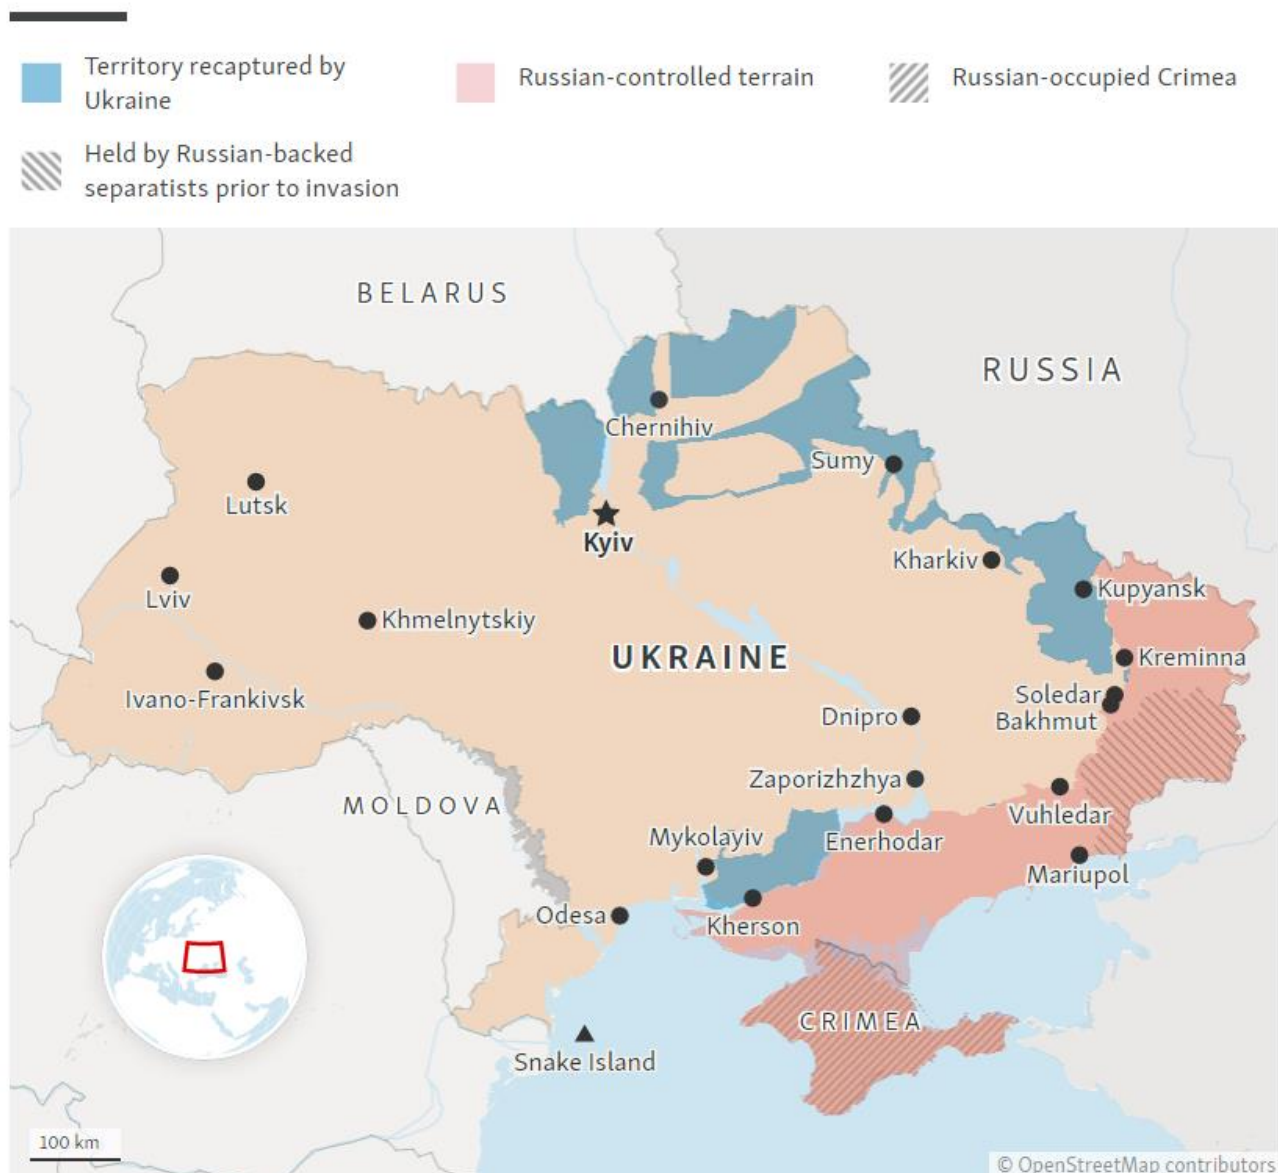 Territory recaptured by
Ukraine
Russian-controlled terrain
Russian-occupied Crimea
Held by Russian-backed
separatists prior to invasion
BELARUS
RUSSIA
Chernihiv
Sumy
Lutsk
Kyiv
Kharkiv
Lviv
Kupyansk
Khmelnytskiy
UKRAINE
Kreminna
Ivano-Frankivsk
Soledar
Dnipro
Bakhmut
Zaporizhzhya
MOLDOVA
Vuhledar
Mykolayiv
Enerhodar
Mariupol
Odesa
Kherson
CRIMEA
Snake Island
100 km
© OpenStreetMap contributors